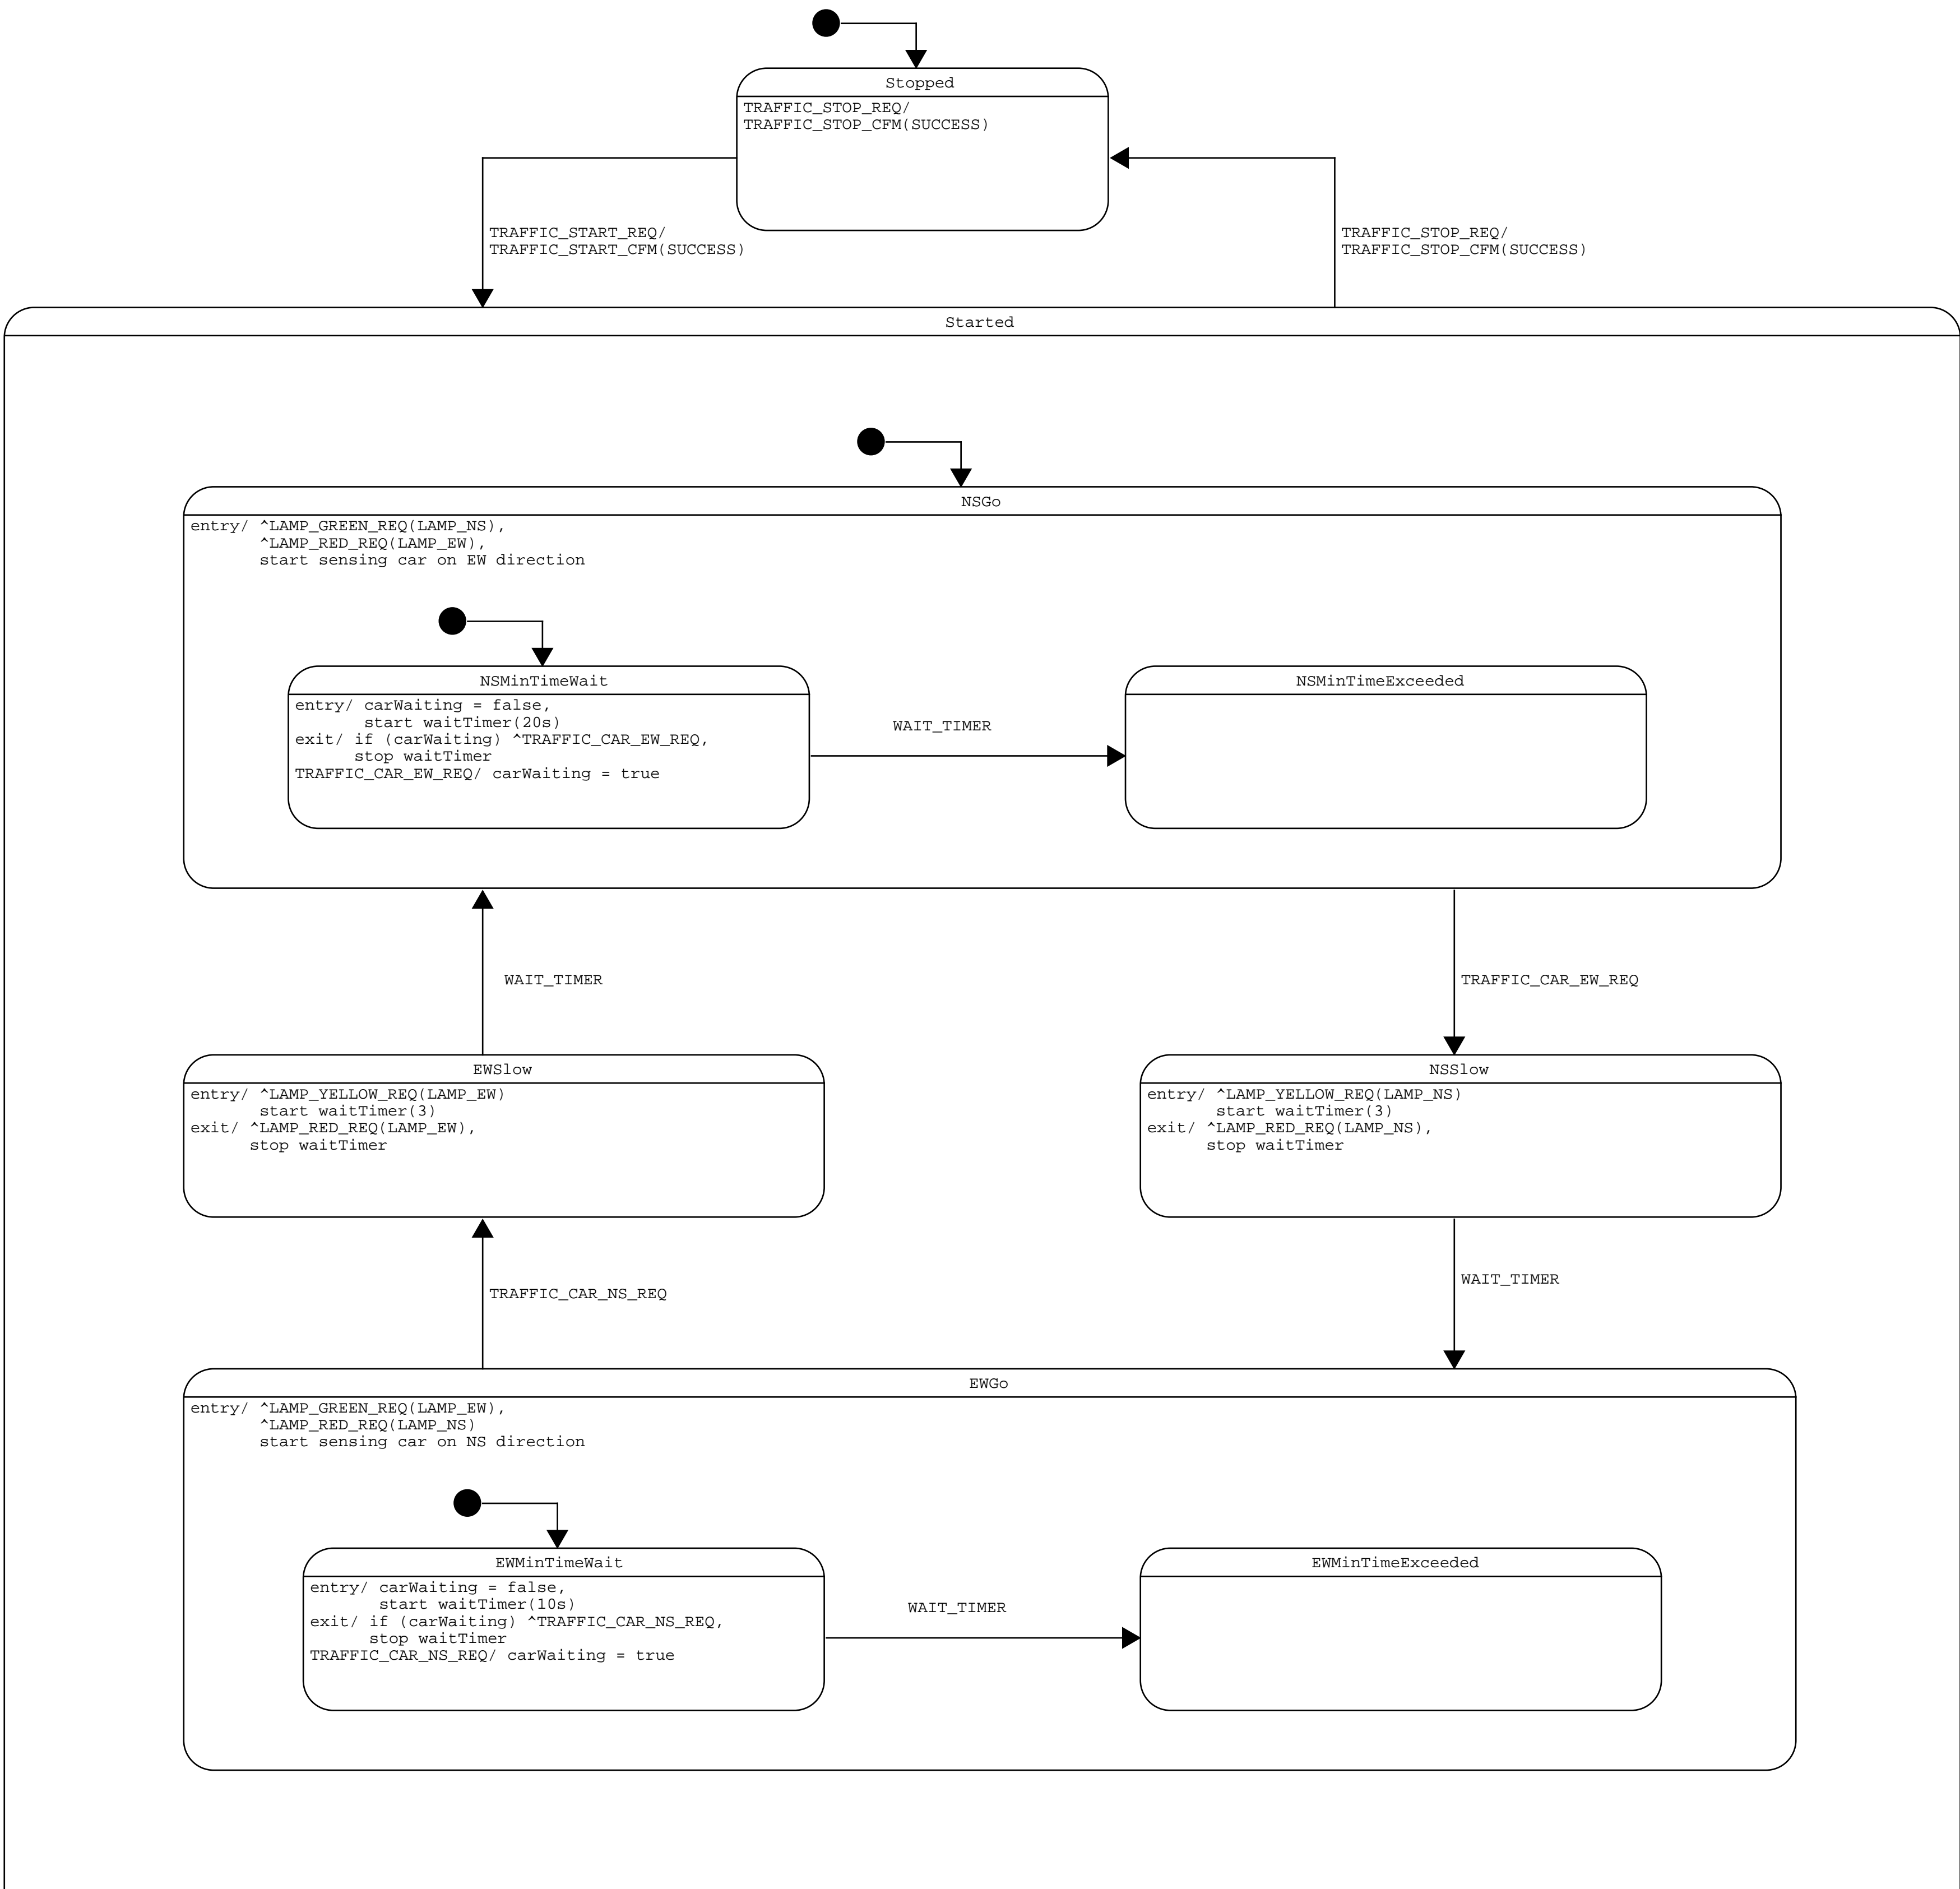 Stopped
TRAFFIC_STOP_REQ/
TRAFFIC_STOP_CFM(SUCCESS)
TRAFFIC_START_REQ/
TRAFFIC_START_CFM(SUCCESS)
TRAFFIC_STOP_REQ/
TRAFFIC_STOP_CFM(SUCCESS)
Started
NSGo
entry/ ^LAMP_GREEN_REQ(LAMP_NS),
^LAMP_RED_REQ(LAMP_EW),
start sensing car on EW direction
NSMinTimeWait
entry/ carWaiting = false,
start waitTimer(20s)
exit/ if (carWaiting) ^TRAFFIC_CAR_EW_REQ,
stop waitTimer
TRAFFIC_CAR_EW_REQ/ carWaiting = true
WAIT_TIMER
NSMinTimeExceeded
WAIT_TIMER
TRAFFIC_CAR_EW_REQ
EWSlow
entry/ ^LAMP_YELLOW_REQ(LAMP_EW)
start waitTimer(3)
exit/ ^LAMP_RED_REQ(LAMP_EW),
stop waitTimer
NSSlow
entry/ ^LAMP_YELLOW_REQ(LAMP_NS)
start waitTimer(3)
exit/ ^LAMP_RED_REQ(LAMP_NS),
stop waitTimer
TRAFFIC_CAR_NS_REQ
WAIT_TIMER
EWGo
entry/ ^LAMP_GREEN_REQ(LAMP_EW),
^LAMP_RED_REQ(LAMP_NS)
start sensing car on NS direction
EWMinTimeWait
entry/ carWaiting = false,
start waitTimer(10s)
exit/ if (carWaiting) ^TRAFFIC_CAR_NS_REQ,
stop waitTimer
TRAFFIC_CAR_NS_REQ/ carWaiting = true
WAIT_TIMER
EWMinTimeExceeded